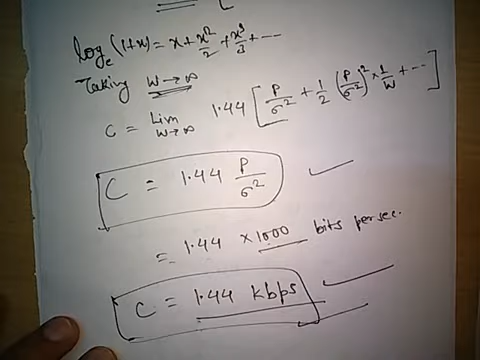 log_e (1+x) = x + x²/2 + x³/3 + ---
Taking W→∞
C = Lim W→∞ 1.44 [ P/σ² + 1/2 (P/σ²)² × 1/W + --- ]
C = 1.44 P/σ²
= 1.44 × 1000 bits per sec.
C = 1.44 kbps